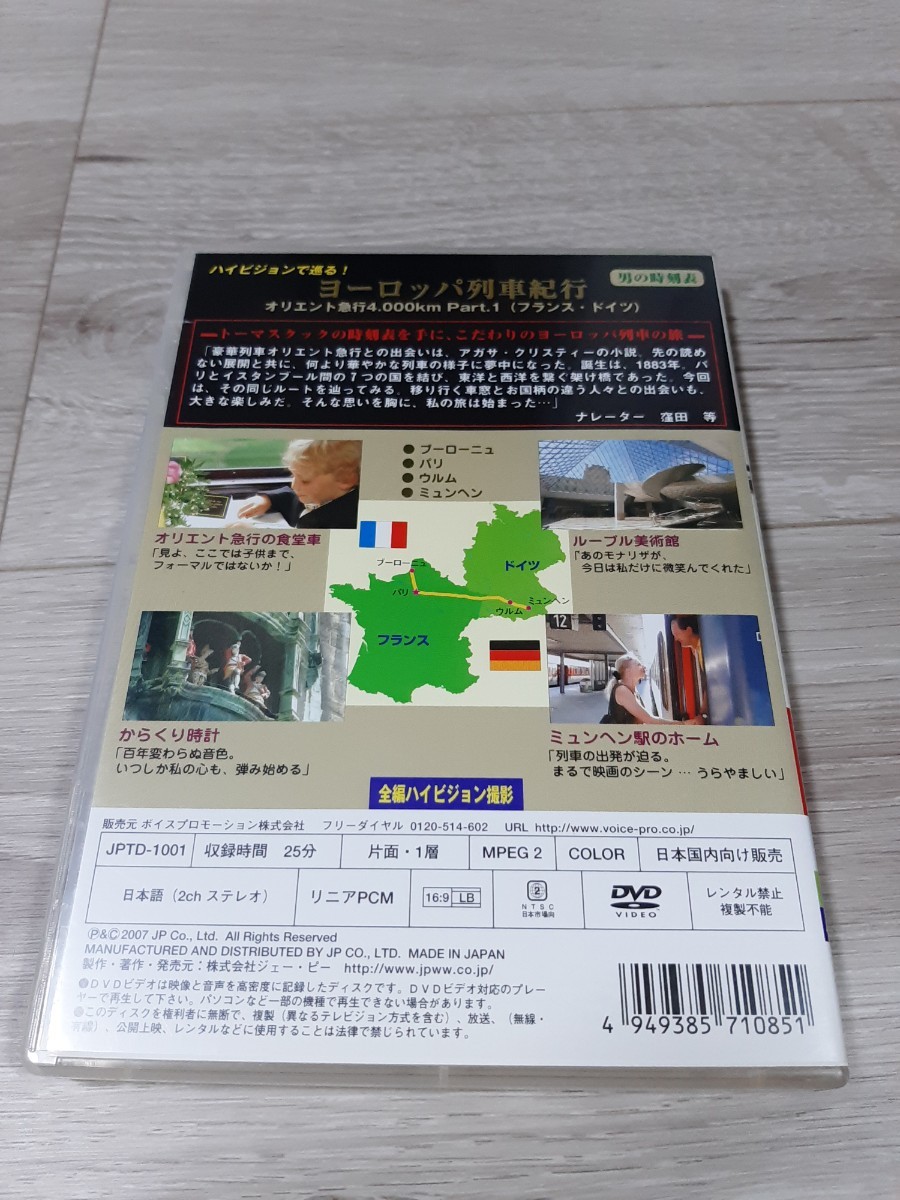 ハイビジョンで巡る!
ヨーロッパ列車紀行
男の時刻表
オリエント急行4.000km Part.1(フランス・ドイツ)
トーマスクックの時刻表を手に、こだわりのヨーロッパ列車の旅
「豪華列車オリエント急行との出会いは、アガサ・クリスティーの小説。先の読めない展開と共に、何より華やかな列車の様子に夢中になった。誕生は、1883年。パリとイスタンブール間の7つの国を結び、東洋と西洋を繋ぐ架け橋であった。今回は、その同じルートを辿ってみる。移り行く車窓とお国柄の違う人々との出会いも、大きな楽しみだ。そんな思いを胸に、私の旅は始まった…」
ナレーター 窪田 等
●ブーローニュ
●パリ
●ウルム
●ミュンヘン
オリエント急行の食堂車
「見よ、ここでは子供まで、
フォーマルではないか!」
ルーブル美術館
『あのモナリザが、
今日は私だけに微笑んでくれた」
ブーローニュ
パリ
ドイツ
ミュンヘン
ウルム
フランス
12
からくり時計
「百年変わらぬ音色。
いつしか私の心も、弾み始める」
ミュンヘン駅のホーム
「列車の出発が迫る。
まるで映画のシーン … うらやましい」
全編ハイビジョン撮影
販売元 ボイスプロモーション株式会社 フリーダイヤル 0120-514-602 URL http://www.voice-pro.co.jp/
JPTD-1001 収録時間 25分 片面・1層 MPEG 2 COLOR 日本国内向け販売
日本語(2ch ステレオ) リニアPCM 16:9 LB 2 NTSC 日本市場向 DVD VIDEO レンタル禁止 複製不能
Ⓟ&©2007 JP Co., Ltd. All Rights Reserved
MANUFACTURED AND DISTRIBUTED BY JP CO., LTD. MADE IN JAPAN
製作・著作・発売元:株式会社ジェー・ピー http://www.jpww.co.jp/
●DVDビデオは映像と音声を高密度に記録したディスクです。DVDビデオ対応のプレーヤーで再生して下さい。パソコンなど一部の機種で再生できない場合があります。
●このディスクを権利者に無断で、複製(異なるテレビジョン方式を含む)、放送、(無線・有線)、公開上映、レンタルなどに使用することは法律で禁じられています。
4 949385 710851